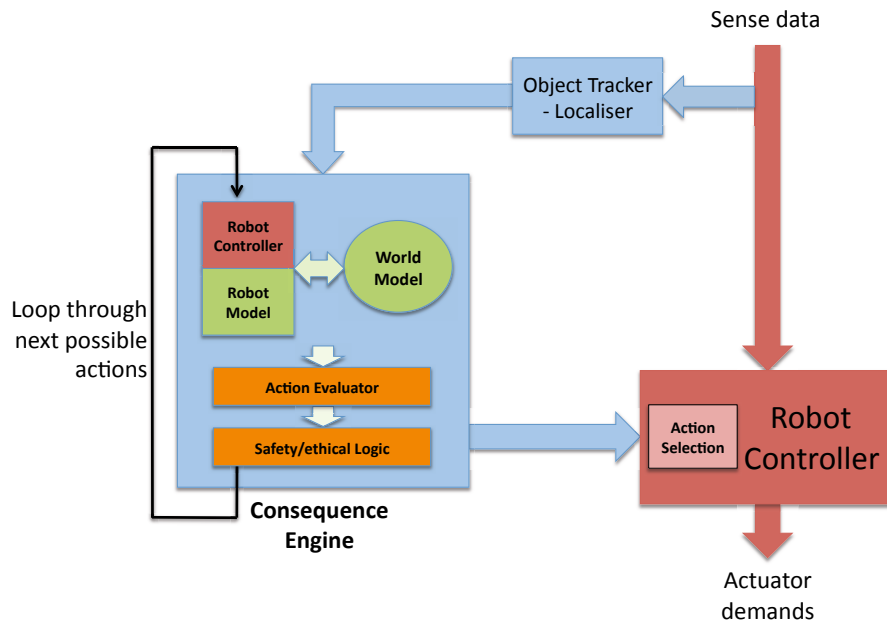 Sense data
Object Tracker
- Localiser
Robot
Controller
World
Model
Robot
Model
Loop through
next possible
actions
Action Evaluator
Safety/ethical Logic
Action
Selection
Robot
Controller
Consequence
Engine
Actuator
demands